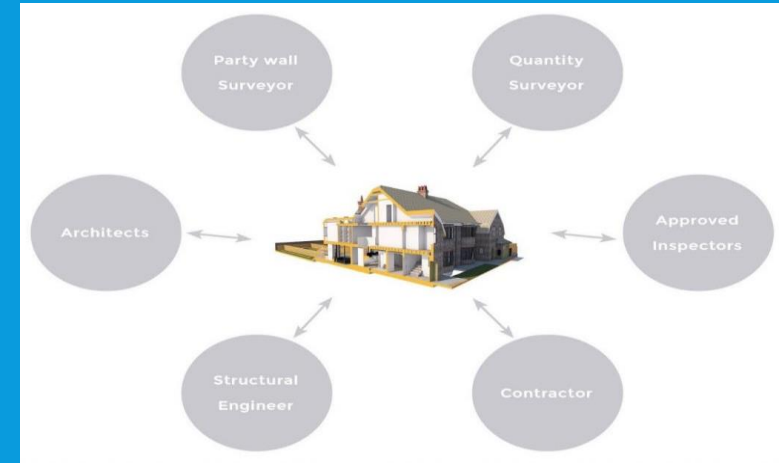 Party wall
Surveyor
Quantity
Surveyor
Architects
Approved
Inspectors
Structural
Engineer
Contractor